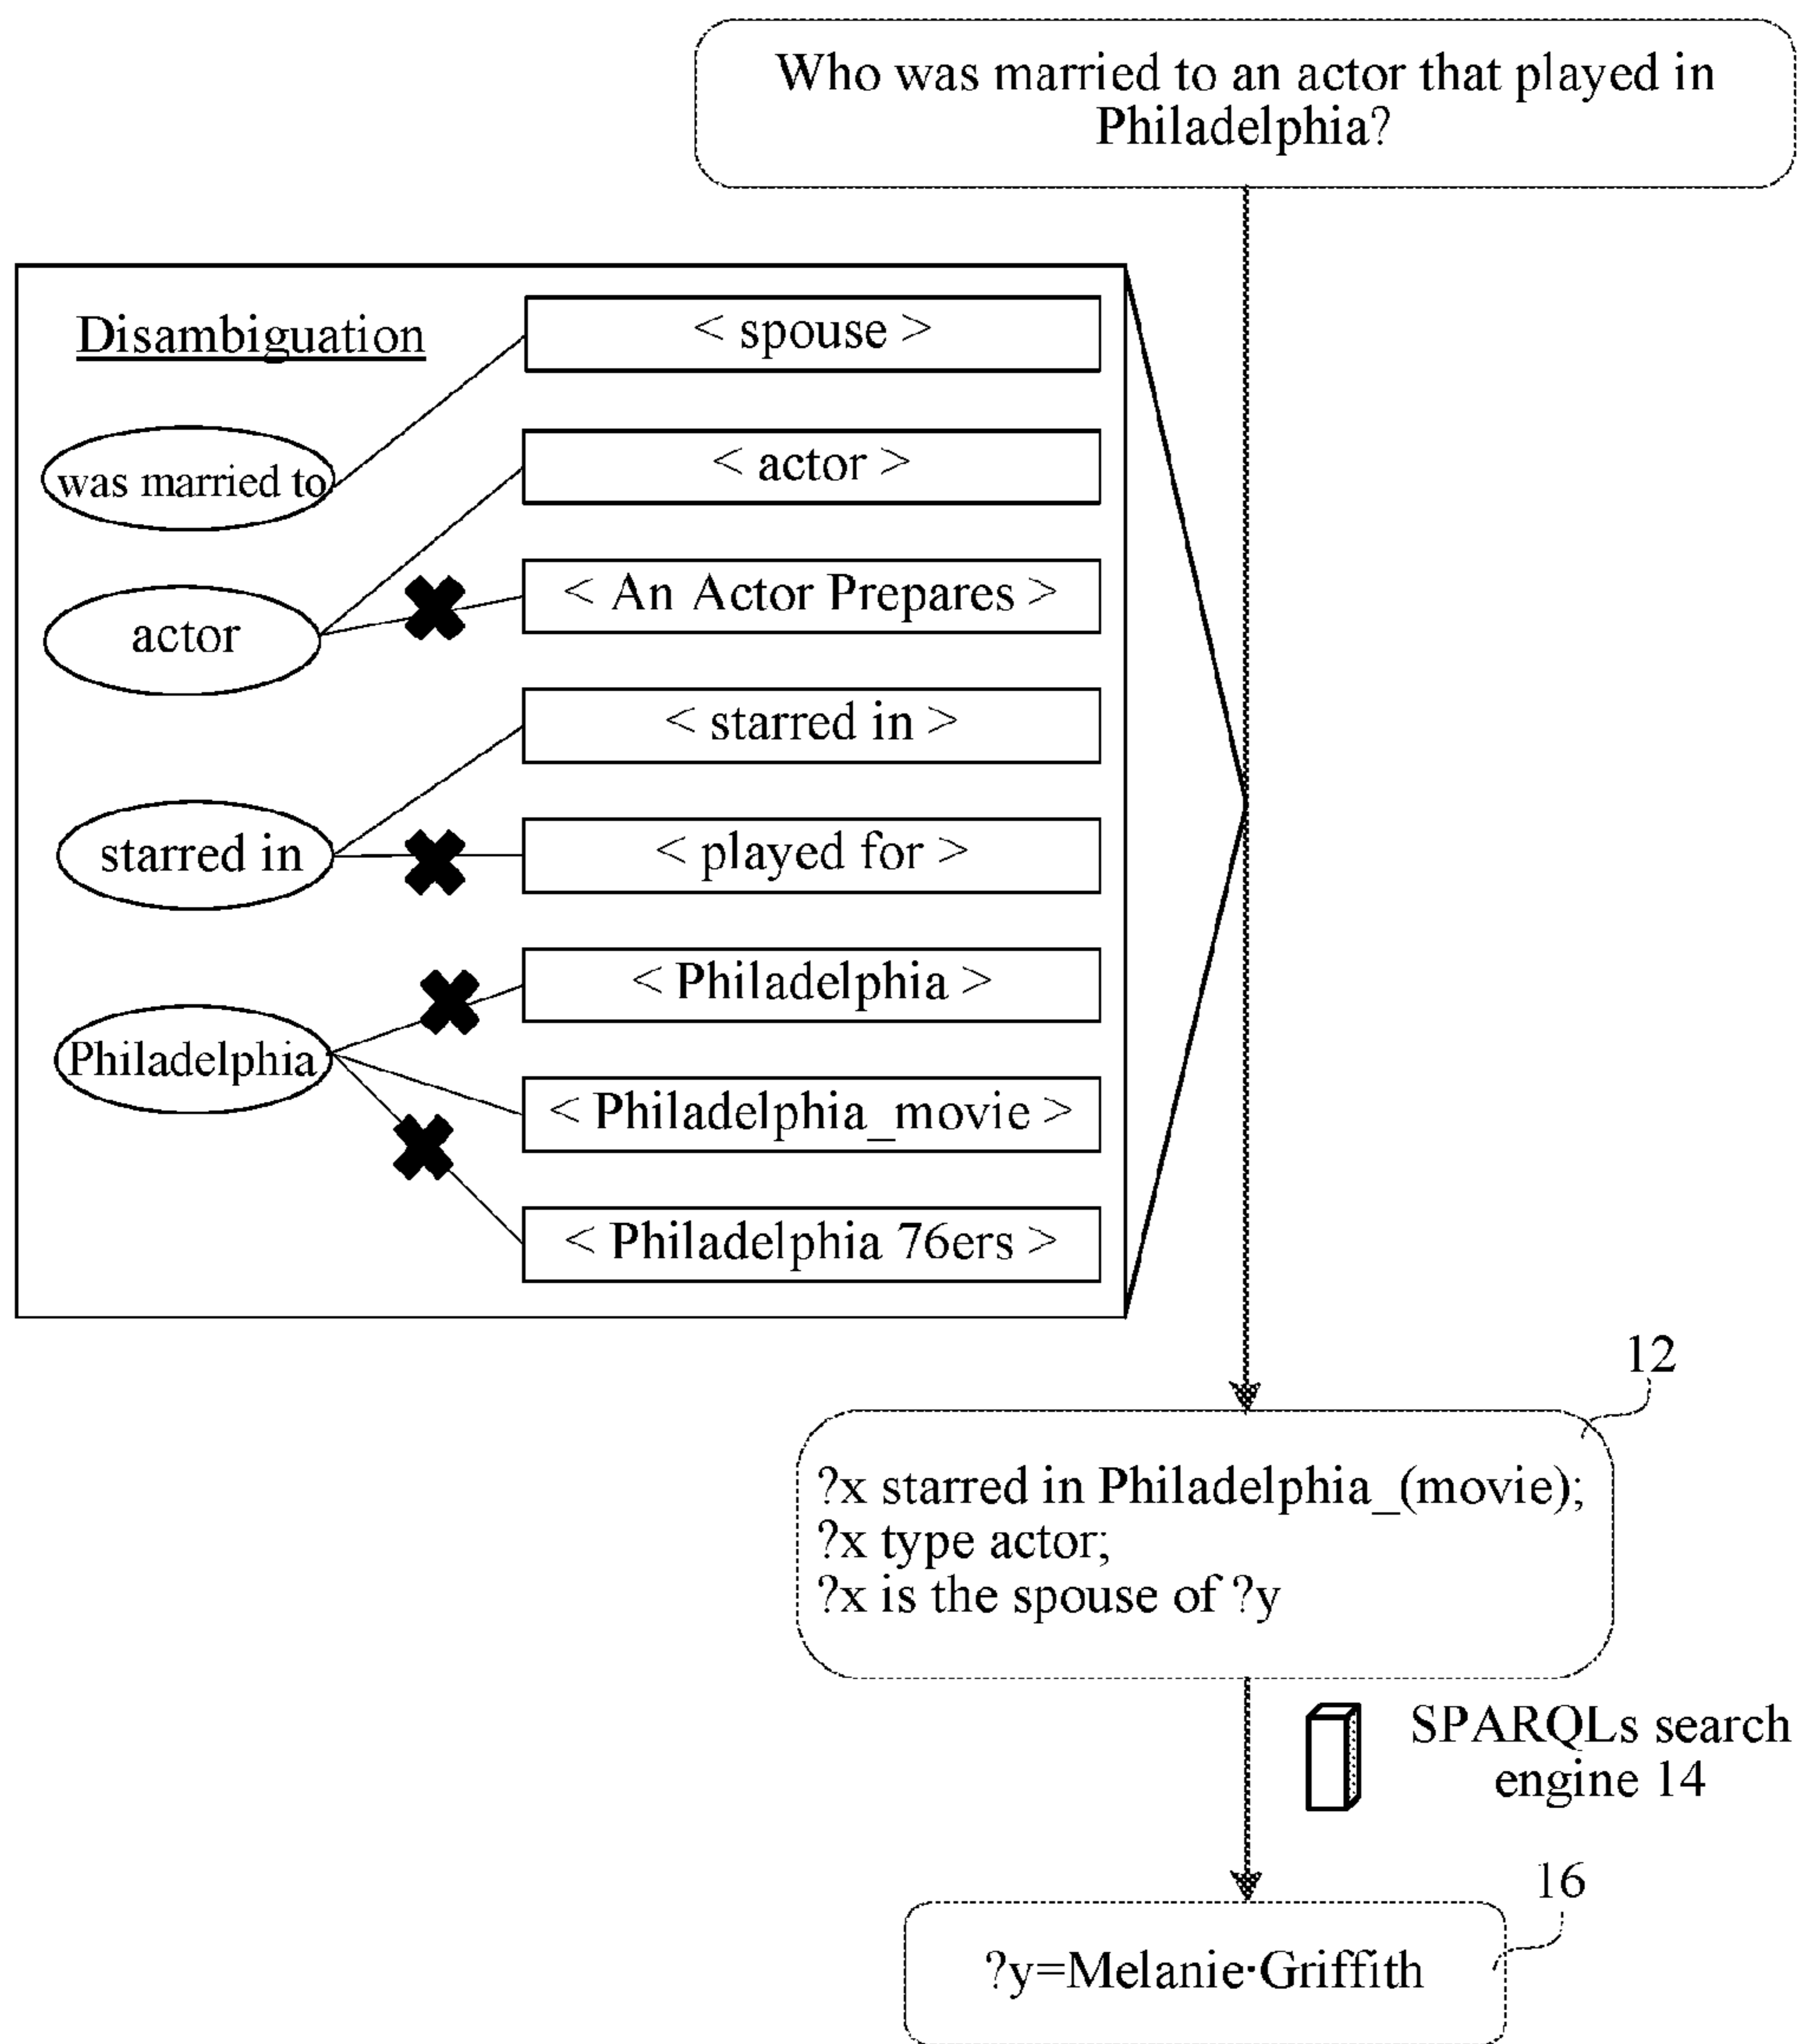 Who was married to an actor that played in
Philadelphia?
Disambiguation
< spouse >
was married to
< actor >
< An Actor Prepares >
actor
< starred in >
starred in
< played for >
< Philadelphia >
Philadelphia
< Philadelphia_movie >
< Philadelphia 76ers >
12
?x starred in Philadelphia_(movie);
?x type actor;
?x is the spouse of ?y
SPARQLs search
engine 14
16
?y=Melanie·Griffith